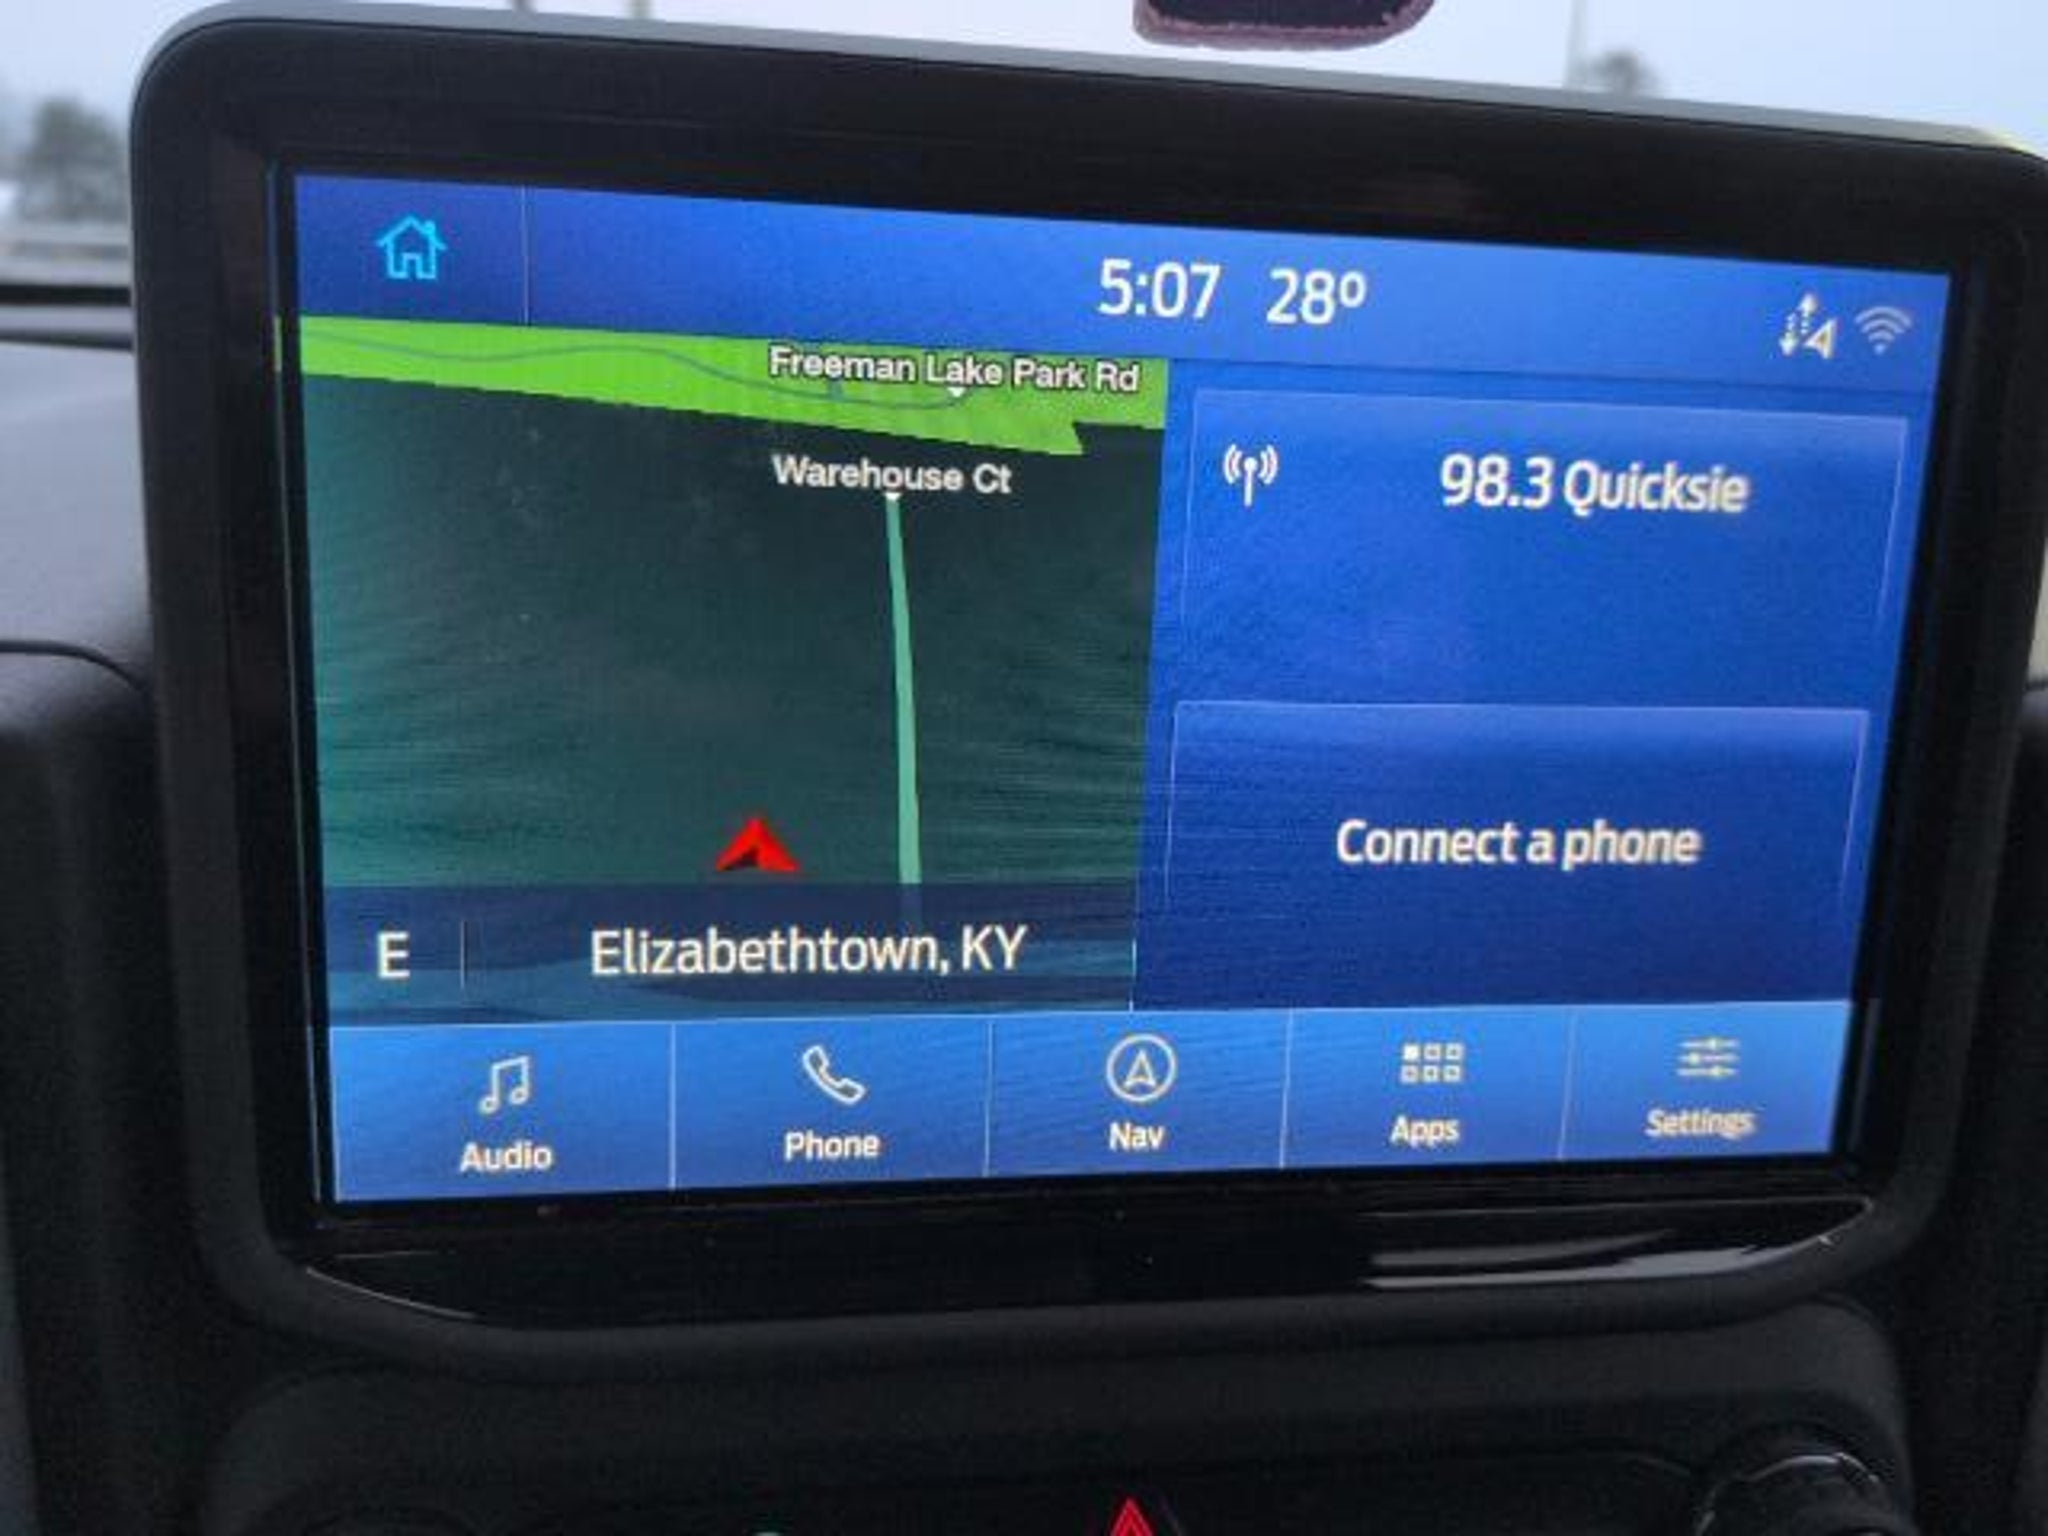 5:07 28°
Freeman Lake Park Rd
Warehouse Ct
98.3 Quicksie
Connect a phone
E Elizabethtown, KY
Audio Phone Nav Apps Settings